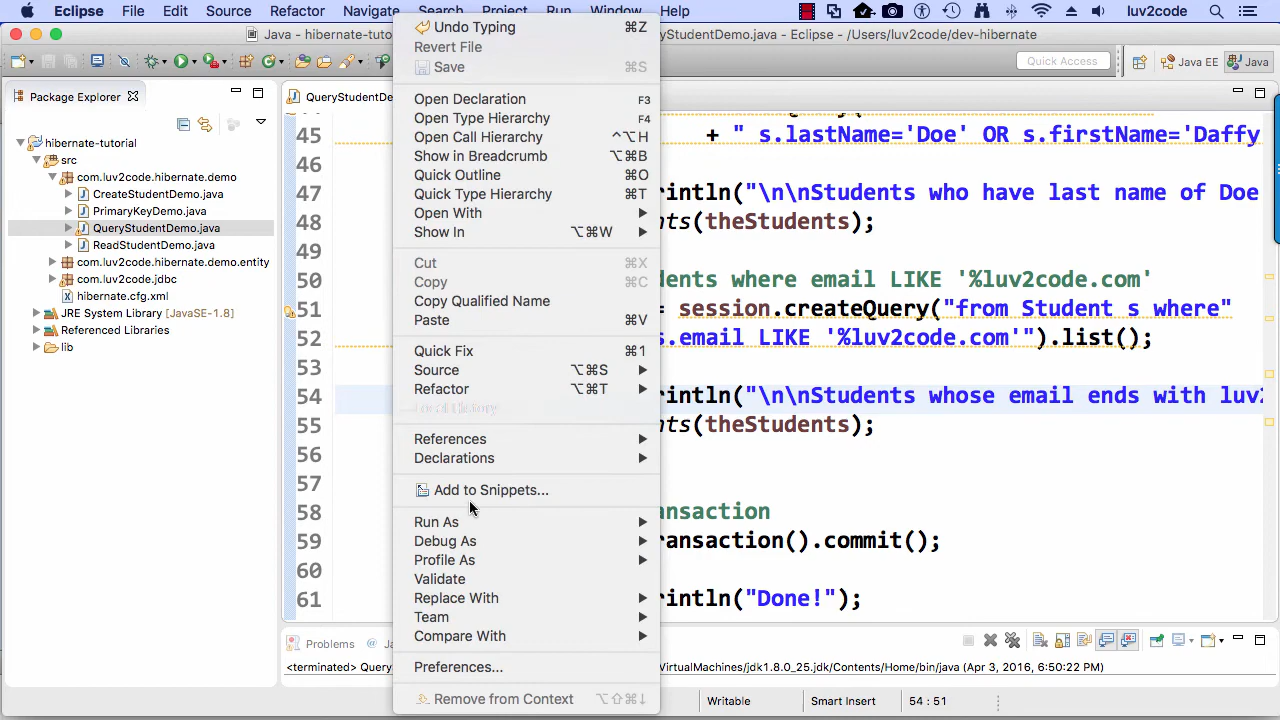 Eclipse File Edit Source Refactor Navigate Search Project Run Window Help luv2code
Java - hibernate-tuto
yStudentDemo.java - Eclipse - /Users/luv2code/dev-hibernate
Quick Access
Java EE
Java
Package Explorer
hibernate-tutorial
src
com.luv2code.hibernate.demo
CreateStudentDemo.java
PrimaryKeyDemo.java
QueryStudentDemo.java
ReadStudentDemo.java
com.luv2code.hibernate.demo.entity
com.luv2code.jdbc
hibernate.cfg.xml
JRE System Library [JavaSE-1.8]
Referenced Libraries
lib
QueryStudentDe
Undo Typing ⌘Z
Revert File
Save ⌘S
Open Declaration F3
Open Type Hierarchy F4
Open Call Hierarchy ^⌥H
Show in Breadcrumb ⌥⌘B
Quick Outline ⌘O
Quick Type Hierarchy ⌘T
Open With
Show In ⌥⌘W
Cut ⌘X
Copy ⌘C
Copy Qualified Name
Paste ⌘V
Quick Fix ⌘1
Source ⌥⌘S
Refactor ⌥⌘T
Local History
References
Declarations
Add to Snippets...
Run As
Debug As
Profile As
Validate
Replace With
Team
Compare With
Preferences...
Remove from Context ⌥⇧⌘↓
45 + " s.lastName='Doe' OR s.firstName='Daffy
46
47 rintln("\n\nStudents who have last name of Doe
48 nts(theStudents);
49
50 dents where email LIKE '%luv2code.com'
51 = session.createQuery("from Student s where"
52 s.email LIKE '%luv2code.com'").list();
53
54 rintln("\n\nStudents whose email ends with luv2
55 nts(theStudents);
56
57
58 ansaction
59 ransaction().commit();
60
61 rintln("Done!");
Problems @ Ja
<terminated> Query
VirtualMachines/jdk1.8.0_25.jdk/Contents/Home/bin/java (Apr 3, 2016, 6:50:22 PM)
Writable Smart Insert 54 : 51